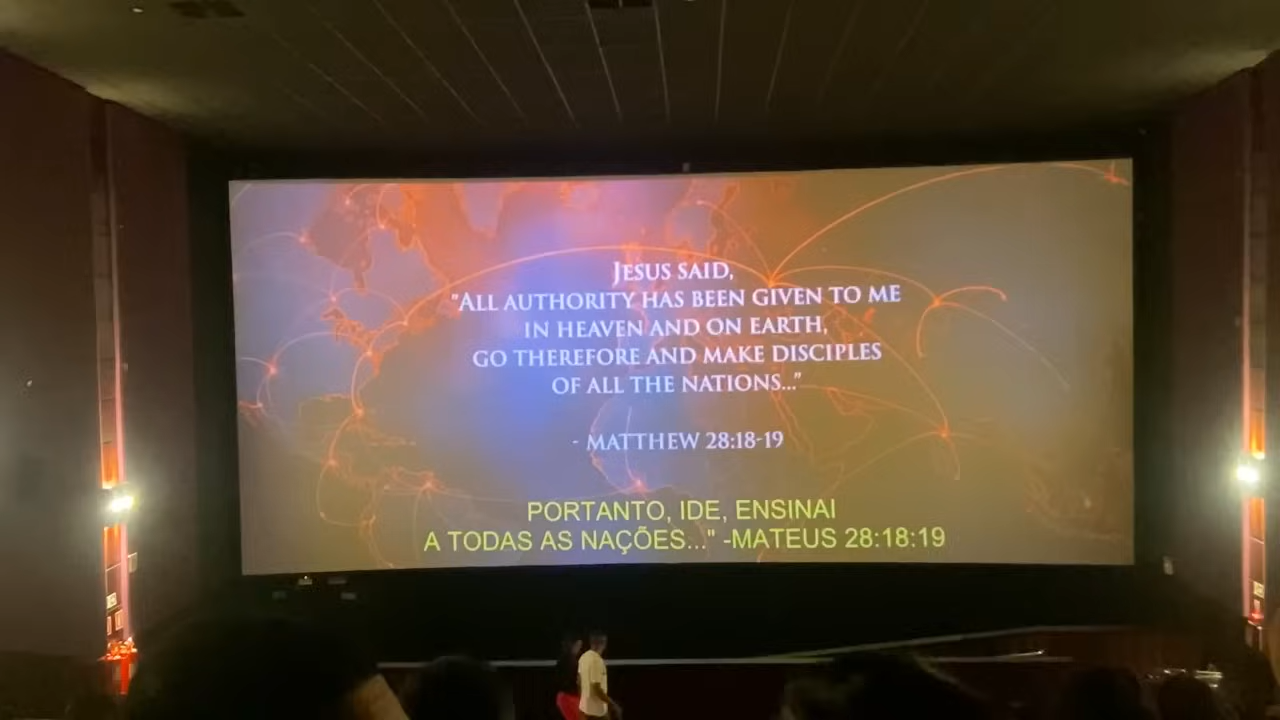 JESUS SAID,
"ALL AUTHORITY HAS BEEN GIVEN TO ME
IN HEAVEN AND ON EARTH,
GO THEREFORE AND MAKE DISCIPLES
OF ALL THE NATIONS..."
- MATTHEW 28:18-19
PORTANTO, IDE, ENSINAI
A TODAS AS NAÇÕES..." -MATEUS 28:18:19